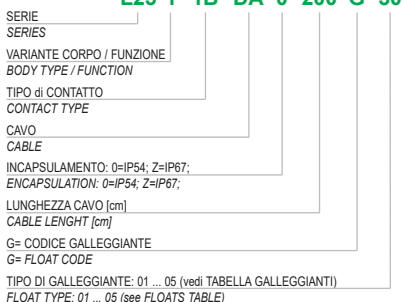 SERIE
SERIES
VARIANTE CORPO / FUNZIONE
BODY TYPE / FUNCTION
TIPO di CONTATTO
CONTACT TYPE
CAVO
CABLE
INCAPSULAMENTO: 0=IP54; Z=IP67;
ENCAPSULATION: 0=IP54; Z=IP67;
LUNGHEZZA CAVO [cm]
CABLE LENGHT [cm]
G= CODICE GALLEGGIANTE
G= FLOAT CODE
TIPO DI GALLEGGIANTE: 01 ... 05 (vedi TABELLA GALLEGGIANTI)
FLOAT TYPE: 01 ... 05 (see FLOATS TABLE)